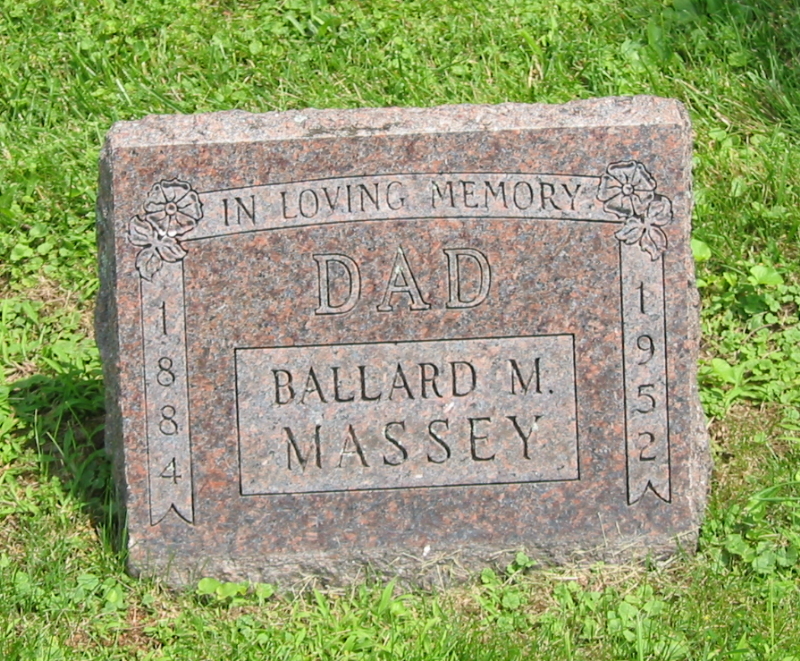 IN LOVING MEMORY
DAD
1884
1952
BALLARD M.
MASSEY